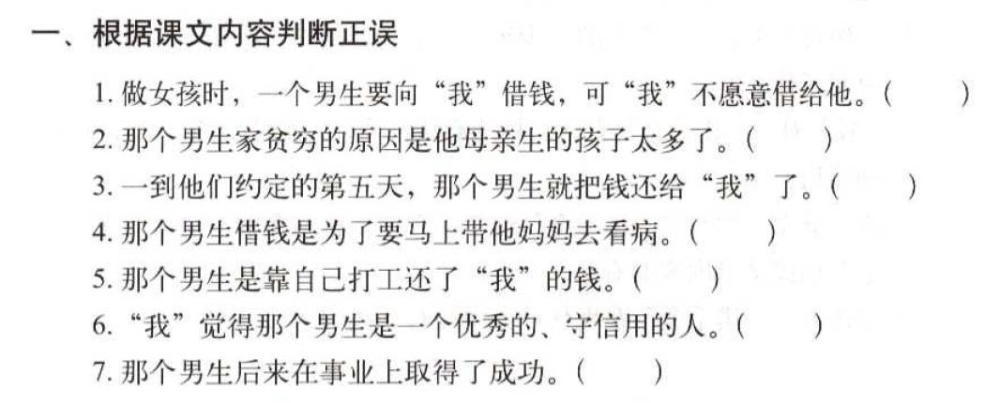 一、根据课文内容判断正误
1. 做女孩时，一个男生要向“我”借钱，可“我”不愿意借给他。(　　)
2. 那个男生家贫穷的原因是他母亲生的孩子太多了。(　　)
3. 一到他们约定的第五天，那个男生就把钱还给“我”了。(　　)
4. 那个男生借钱是为了要马上带他妈妈去看病。(　　)
5. 那个男生是靠自己打工还了“我”的钱。(　　)
6. “我”觉得那个男生是一个优秀的、守信用的人。(　　)
7. 那个男生后来在事业上取得了成功。(　　)